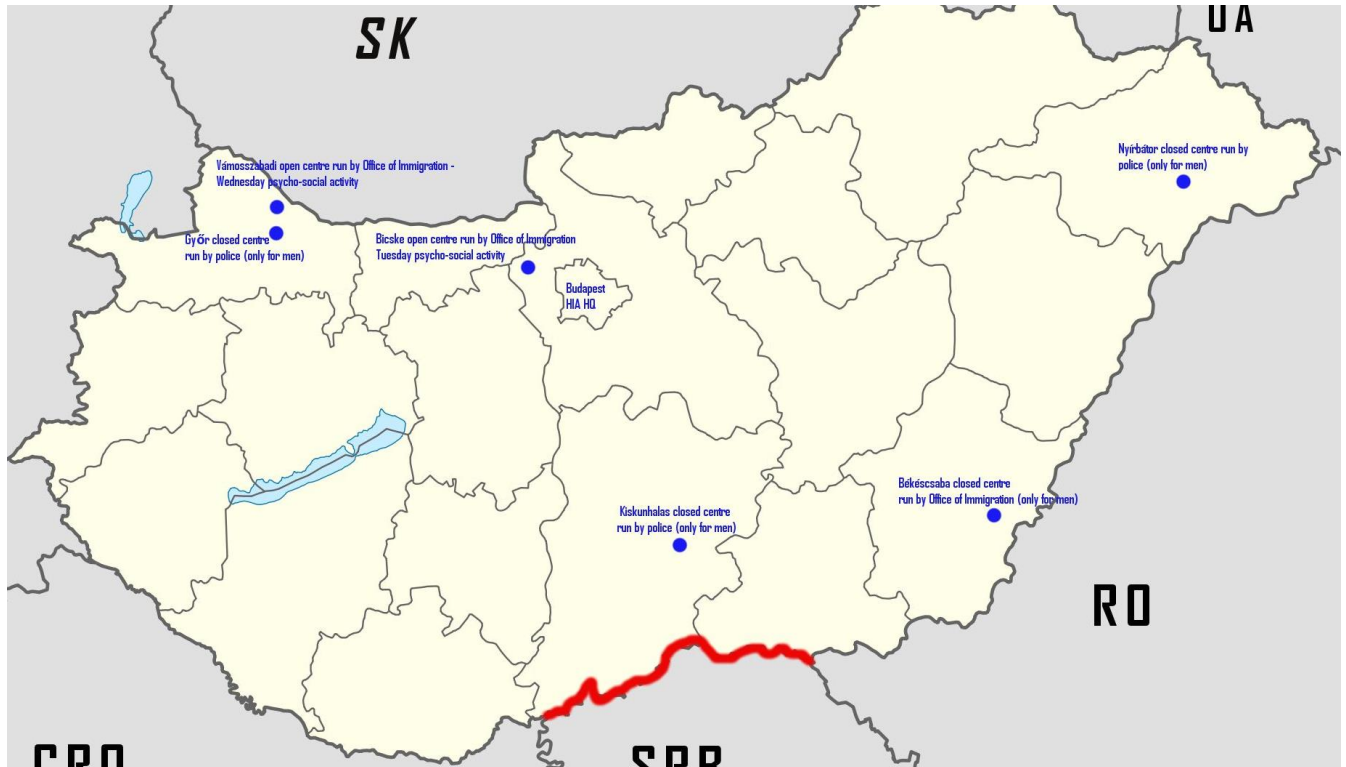 SK
UA
Vámosszabadi open centre run by Office of Immigration -
Wednesday psycho-social activity
Nyírbátor closed centre run by
police (only for men)
Győr closed centre
run by police (only for men)
Bicske open centre run by Office of Immigration
Tuesday psycho-social activity
Budapest
HIA HQ
Békéscsaba closed centre
run by Office of Immigration (only for men)
Kiskunhalas closed centre
run by police (only for men)
RO
CRO
SRB